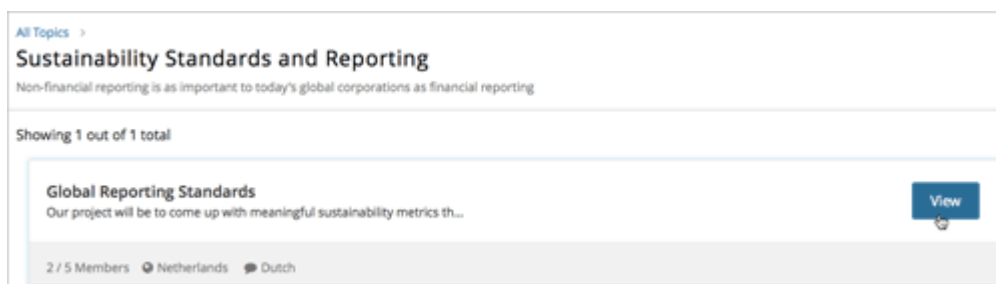 All Topics >
Sustainability Standards and Reporting
Non-financial reporting is as important to today's global corporations as financial reporting
Showing 1 out of 1 total
Global Reporting Standards
Our project will be to come up with meaningful sustainability metrics th...
View
2 / 5 Members Netherlands Dutch